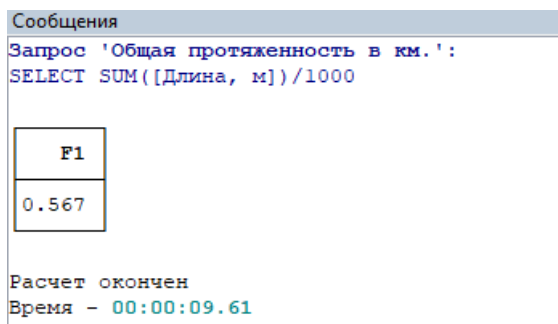 Сообщения
Запрос 'Общая протяженность в км.':
SELECT SUM([Длина, м])/1000
F1
0.567
Расчет окончен
Время - 00:00:09.61